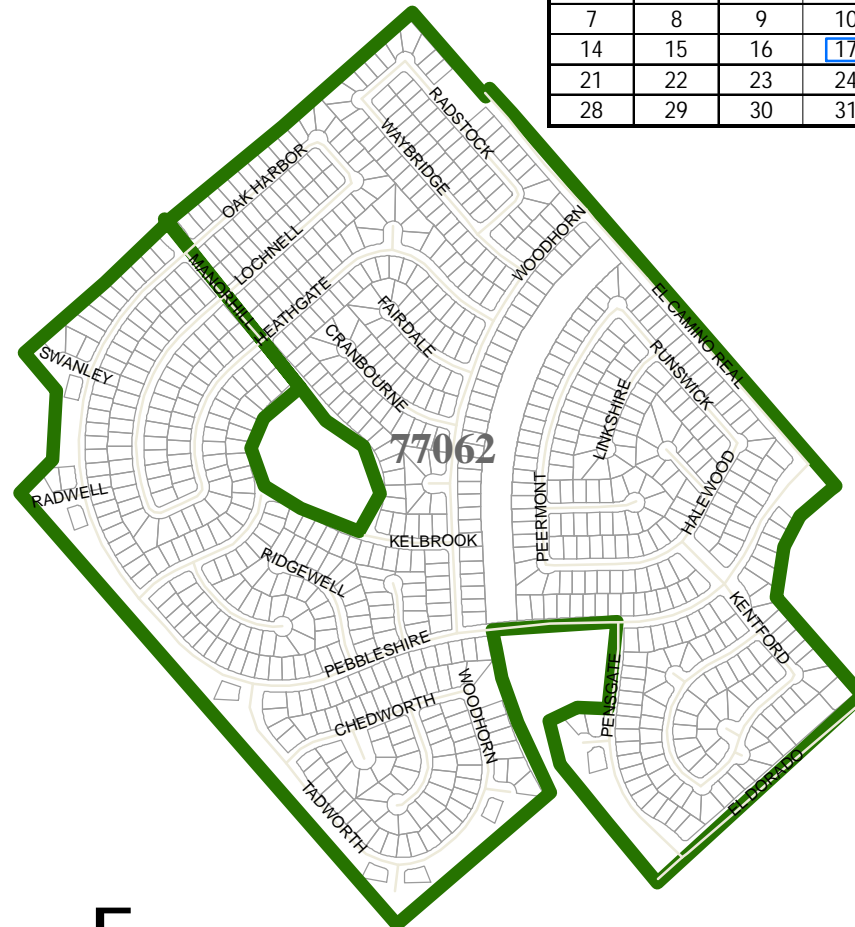 7 8 9 10
14 15 16 17
21 22 23 24
28 29 30 31
RADSTOCK
WAYBRIDGE
OAK HARBOR
LOCHNELL
WOODHORN
MANORHILL
HEATHGATE
FAIRDALE
EL CAMINO REAL
CRANBOURNE
SWANLEY
RUNSWICK
LINKSHIRE
77062
RADWELL
PEERMONT
HALEWOOD
KELBROOK
RIDGEWELL
KENTFORD
PEBBLESHIRE
PENSGATE
WOODHORN
CHEDWORTH
EL DORADO
TADWORTH